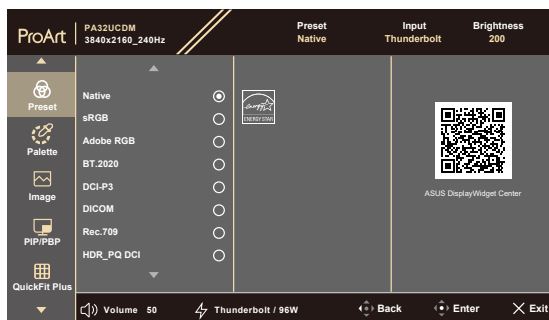 ProArt
PA32UCDM
3840x2160_240Hz
Preset
Native
Input
Thunderbolt
Brightness
200
Preset
Palette
Image
PIP/PBP
QuickFit Plus
Native
sRGB
Adobe RGB
BT.2020
DCI-P3
DICOM
Rec.709
HDR_PQ DCI
energy
ENERGY STAR
ASUS DisplayWidget Center
Volume 50
Thunderbolt / 96W
Back
Enter
Exit